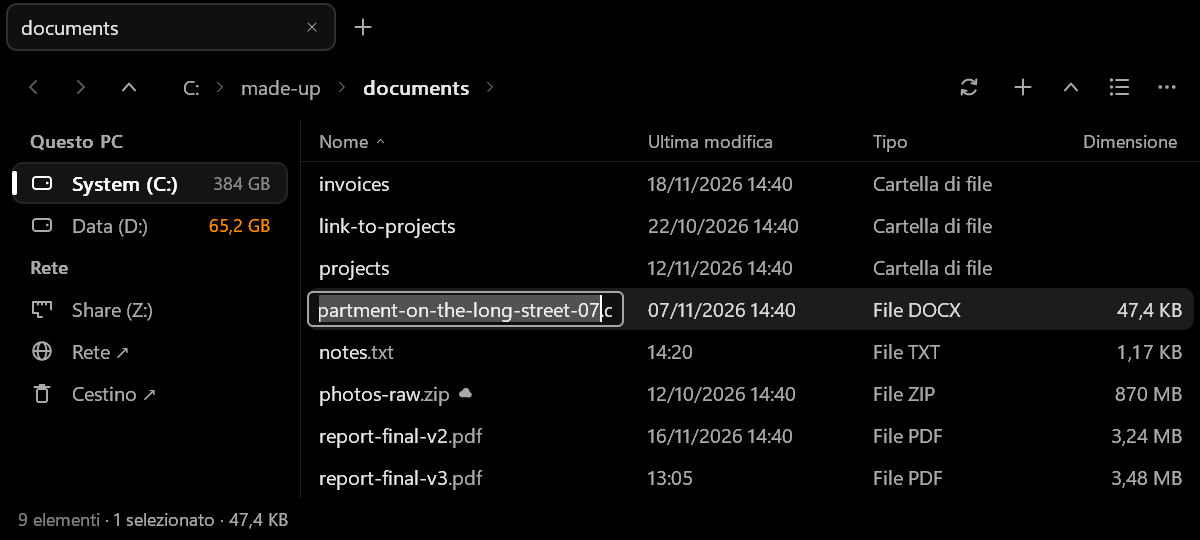 documents
C: made-up documents
Questo PC
System (C:) 384 GB
Data (D:) 65,2 GB
Rete
Share (Z:)
Rete ↗
Cestino ↗
Nome Ultima modifica Tipo Dimensione
invoices 18/11/2026 14:40 Cartella di file
link-to-projects 22/10/2026 14:40 Cartella di file
projects 12/11/2026 14:40 Cartella di file
partment-on-the-long-street-07.c 07/11/2026 14:40 File DOCX 47,4 KB
notes.txt 14:20 File TXT 1,17 KB
photos-raw.zip 12/10/2026 14:40 File ZIP 870 MB
report-final-v2.pdf 16/11/2026 14:40 File PDF 3,24 MB
report-final-v3.pdf 13:05 File PDF 3,48 MB
9 elementi · 1 selezionato · 47,4 KB